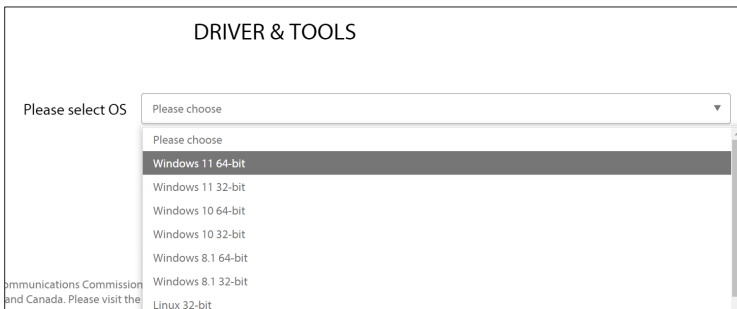 DRIVER & TOOLS
Please select OS
Please choose
Please choose
Windows 11 64-bit
Windows 11 32-bit
Windows 10 64-bit
Windows 10 32-bit
Windows 8.1 64-bit
Windows 8.1 32-bit
Linux 32-bit
ommunications Commission
and Canada. Please visit the